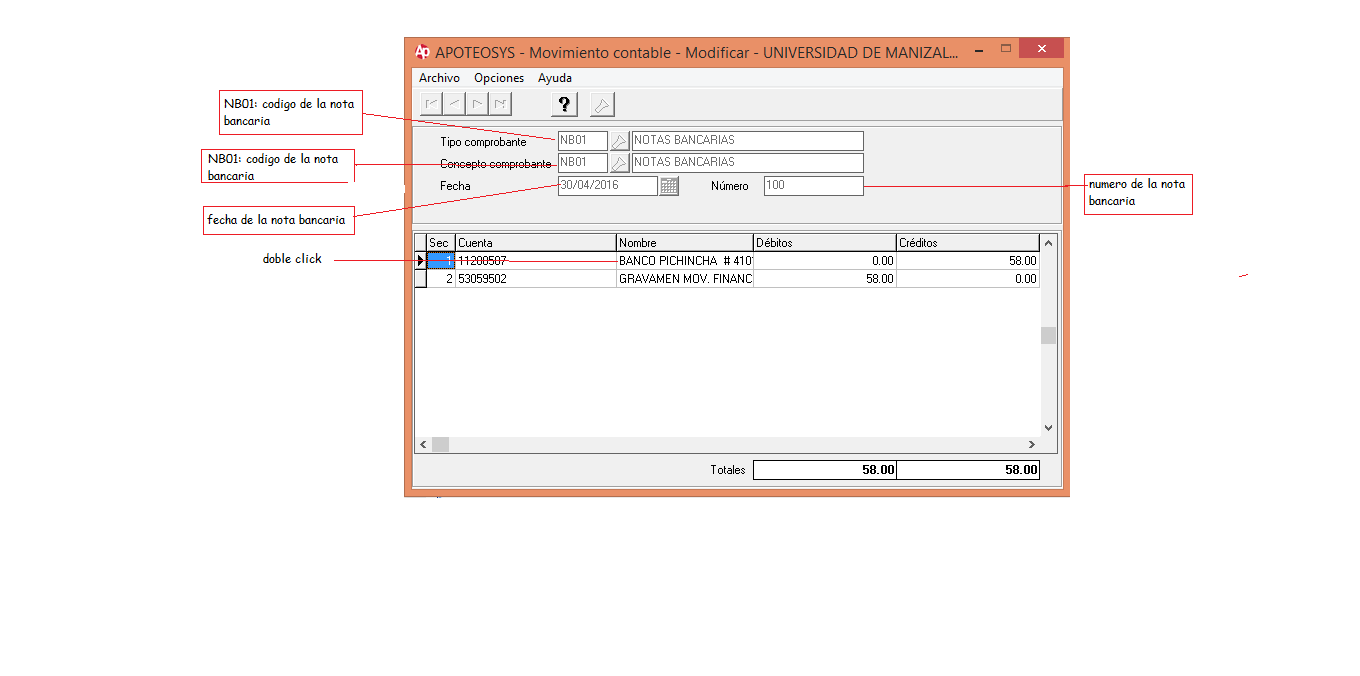 APOTEOSYS - Movimiento contable - Modificar - UNIVERSIDAD DE MANIZAL...
Archivo Opciones Ayuda
?
NB01: codigo de la nota
bancaria
Tipo comprobante NB01 NOTAS BANCARIAS
NB01: codigo de la nota
bancaria
Concepto comprobante NB01 NOTAS BANCARIAS
Fecha 30/04/2016 Número 100
numero de la nota
bancaria
fecha de la nota bancaria
Sec Cuenta Nombre Débitos Créditos
doble click
1 11200507 BANCO PICHINCHA # 410 0.00 58.00
2 53059502 GRAVAMEN MOV. FINANC 58.00 0.00
Totales 58.00 58.00